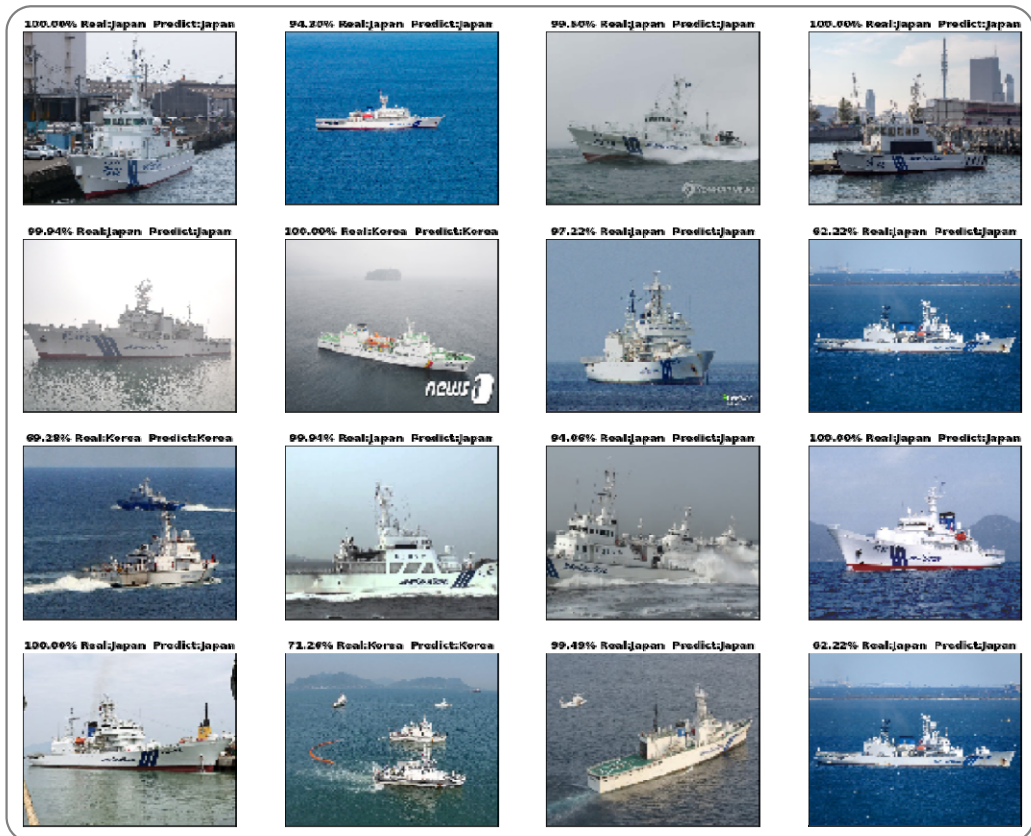 100.00% Real:Japan Predict:Japan
94.20% Real:Japan Predict:Japan
99.50% Real:Japan Predict:Japan
100.00% Real:Japan Predict:Japan
99.94% Real:Japan Predict:Japan
100.00% Real:Korea Predict:Korea
97.22% Real:Japan Predict:Japan
62.22% Real:Japan Predict:Japan
news1
69.28% Real:Korea Predict:Korea
99.94% Real:Japan Predict:Japan
94.06% Real:Japan Predict:Japan
100.00% Real:Japan Predict:Japan
100.00% Real:Japan Predict:Japan
71.26% Real:Korea Predict:Korea
99.49% Real:Japan Predict:Japan
62.22% Real:Japan Predict:Japan